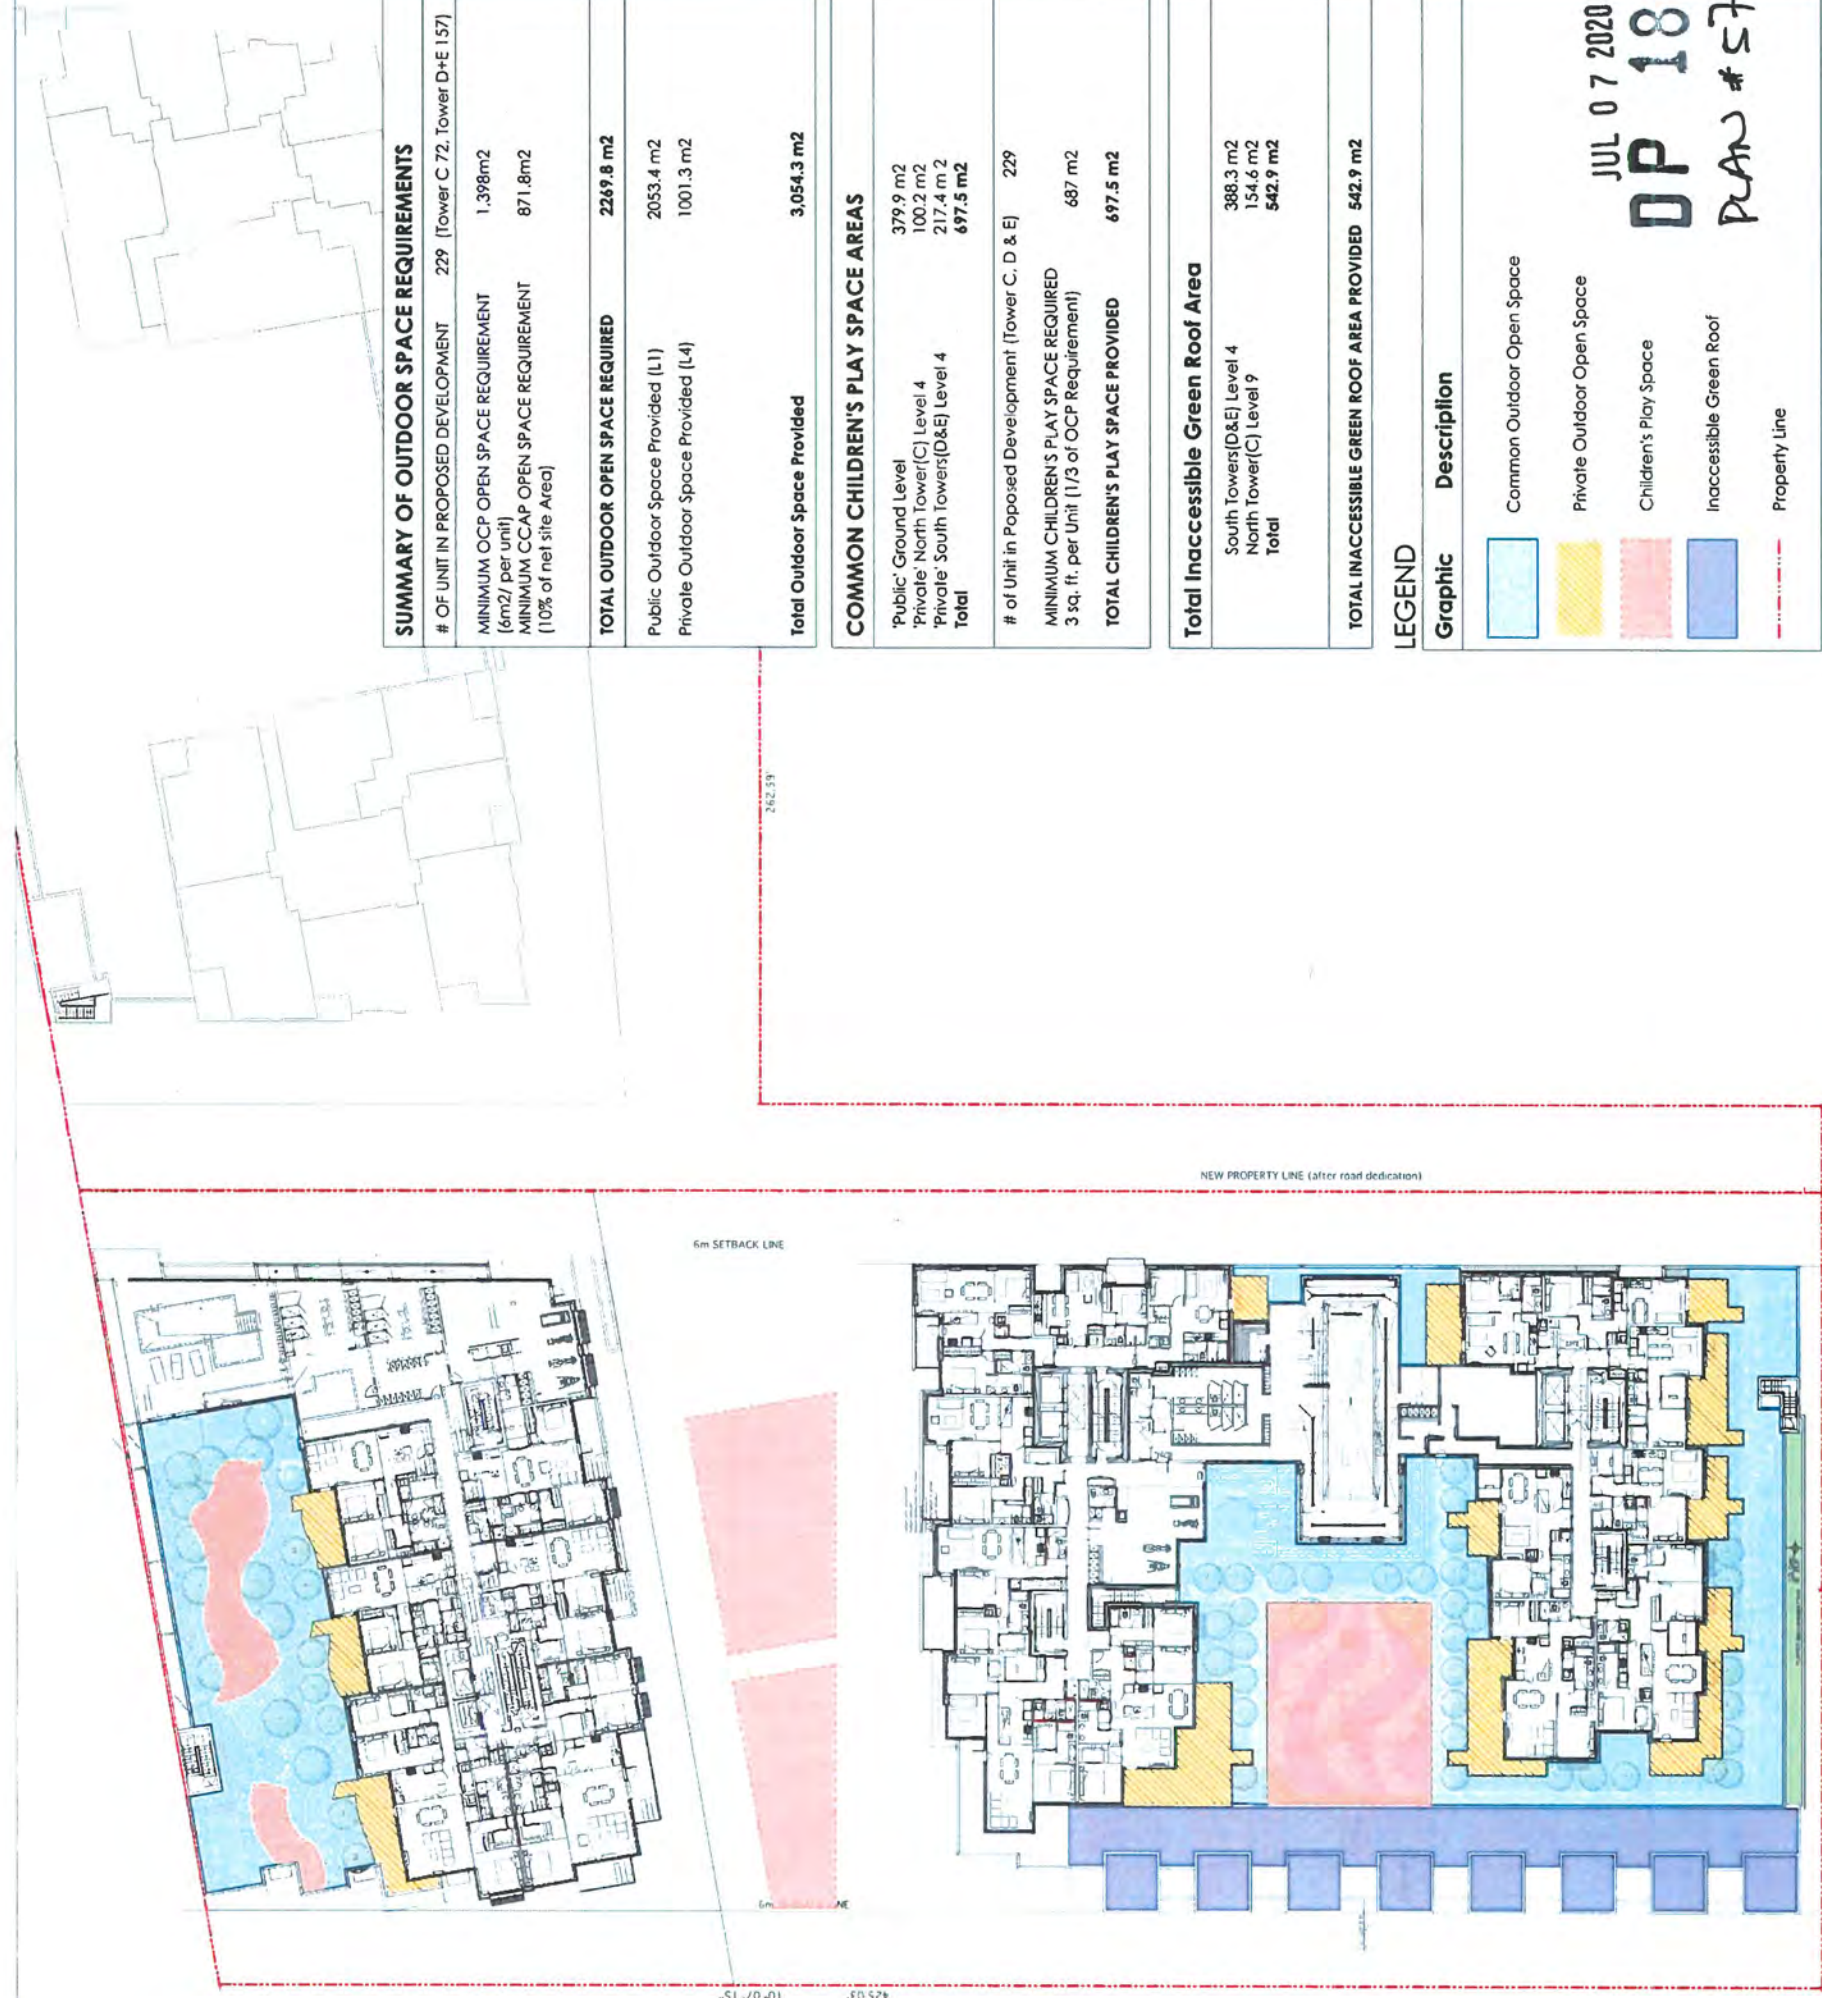 SUMMARY OF OUTDOOR SPACE REQUIREMENTS
# OF UNIT IN PROPOSED DEVELOPMENT 229 (Tower C 72, Tower D+E 157)
MINIMUM OCP OPEN SPACE REQUIREMENT 1,398m2
(6m2/ per unit)
MINIMUM CCAP OPEN SPACE REQUIREMENT 871.8m2
(10% of net site Area)
TOTAL OUTDOOR OPEN SPACE REQUIRED 2269.8 m2
Public Outdoor Space Provided (L1) 2053.4 m2
Private Outdoor Space Provided (L4) 1001.3 m2
Total Outdoor Space Provided 3,054.3 m2
COMMON CHILDREN'S PLAY SPACE AREAS
'Public' Ground Level 379.9 m2
'Private' North Tower(C) Level 4 100.2 m2
'Private' South Towers(D&E) Level 4 217.4 m 2
Total 697.5 m2
# of Unit in Poposed Development (Tower C, D & E) 229
MINIMUM CHILDREN'S PLAY SPACE REQUIRED
3 sq. ft. per Unit (1/3 of OCP Requirement) 687 m2
TOTAL CHILDREN'S PLAY SPACE PROVIDED 697.5 m2
Total Inaccessible Green Roof Area
South Towers(D&E) Level 4 388.3 m2
North Tower(C) Level 9 154.6 m2
Total 542.9 m2
TOTAL INACCESSIBLE GREEN ROOF AREA PROVIDED 542.9 m2
LEGEND
Graphic Description
Common Outdoor Open Space
Private Outdoor Open Space
Children's Play Space
Inaccessible Green Roof
Property Line
JUL 07 2020
DP 18
PLAN # 57
262.59'
NEW PROPERTY LINE (after road dedication)
6m SETBACK LINE
6m
NE
425.03'